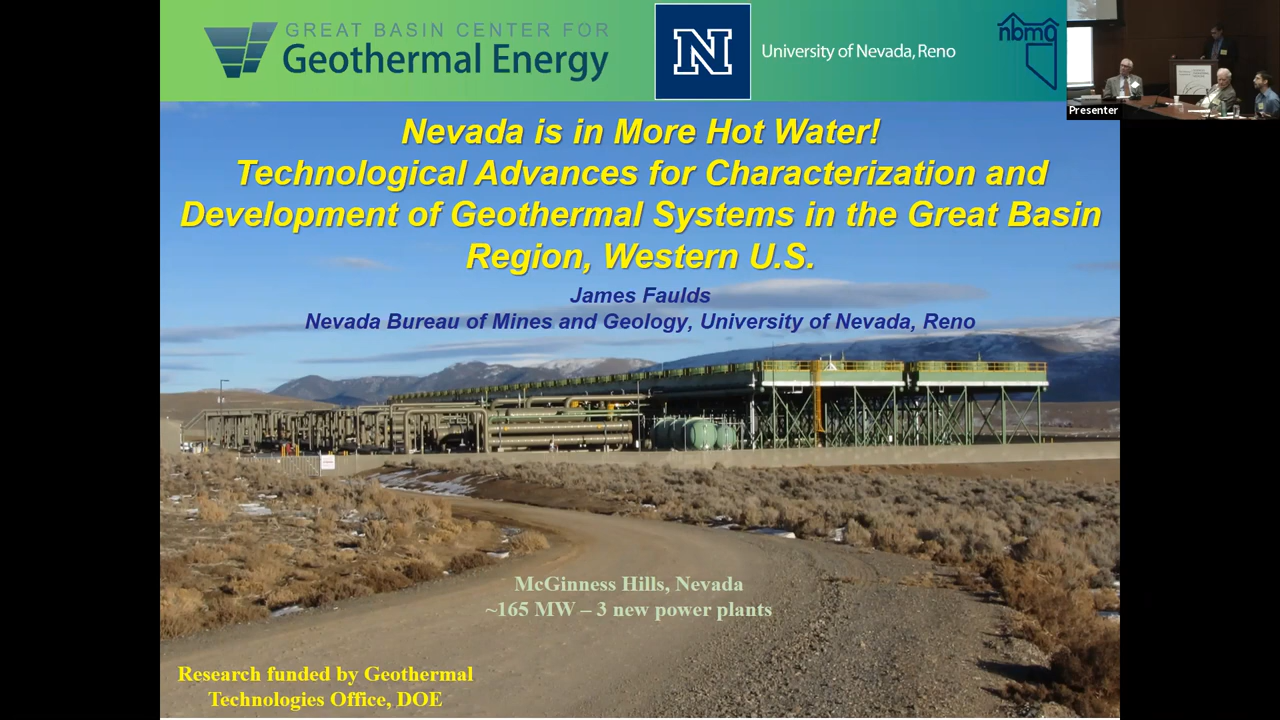 GREAT BASIN CENTER FOR
Geothermal Energy
N
University of Nevada, Reno
nbmg
Presenter
Nevada is in More Hot Water!
Technological Advances for Characterization and
Development of Geothermal Systems in the Great Basin
Region, Western U.S.
James Faulds
Nevada Bureau of Mines and Geology, University of Nevada, Reno
McGinness Hills, Nevada
~165 MW – 3 new power plants
Research funded by Geothermal
Technologies Office, DOE